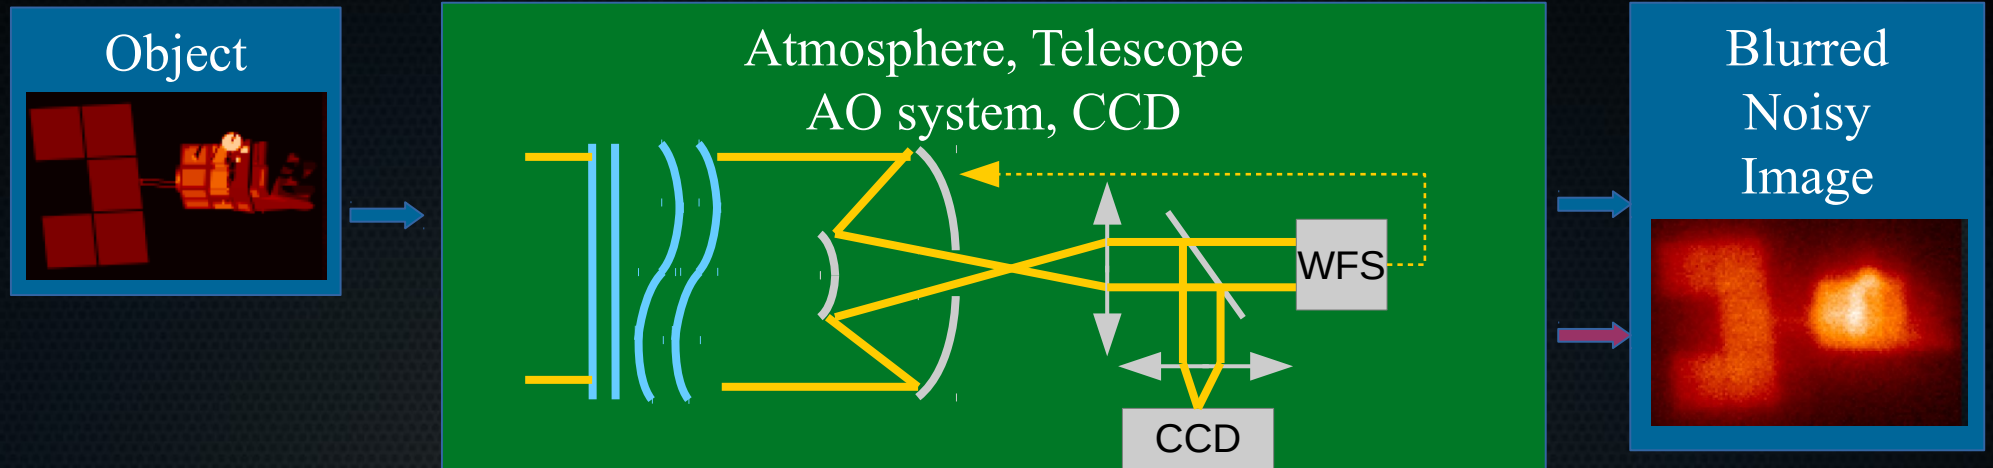 Object
Atmosphere, Telescope
AO system, CCD
WFS
CCD
Blurred
Noisy
Image